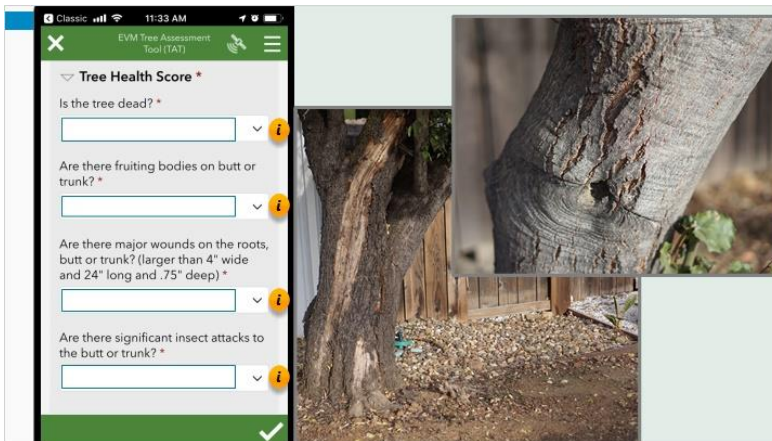 Classic 11:33 AM
EVM Tree Assessment
Tool (TAT)
Tree Health Score *
Is the tree dead? *
i
Are there fruiting bodies on butt or
trunk? *
i
Are there major wounds on the roots,
butt or trunk? (larger than 4" wide
and 24" long and .75" deep) *
i
Are there significant insect attacks to
the butt or trunk? *
i